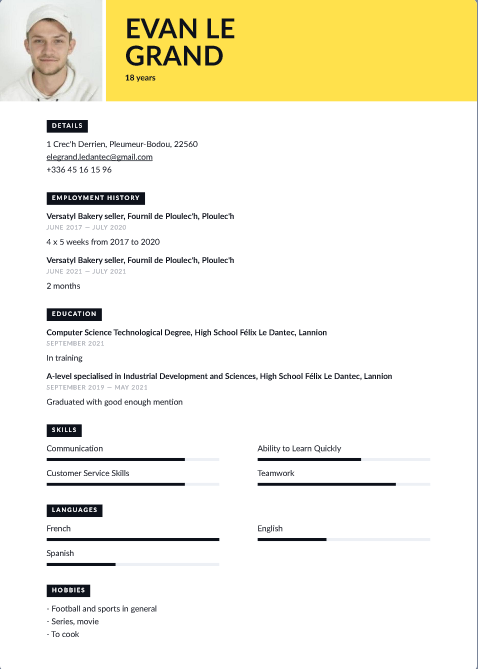 EVAN LE
GRAND
18 years
DETAILS
1 Crec'h Derrien, Pleumeur-Bodou, 22560
elegrand.ledantec@gmail.com
+336 45 16 15 96
EMPLOYMENT HISTORY
Versatyl Bakery seller, Fournil de Ploulec'h, Ploulec'h
JUNE 2017 — JULY 2020
4 x 5 weeks from 2017 to 2020
Versatyl Bakery seller, Fournil de Ploulec'h, Ploulec'h
JUNE 2021 — JULY 2021
2 months
EDUCATION
Computer Science Technological Degree, High School Félix Le Dantec, Lannion
SEPTEMBER 2021
In training
A-level specialised in Industrial Development and Sciences, High School Félix Le Dantec, Lannion
SEPTEMBER 2019 — MAY 2021
Graduated with good enough mention
SKILLS
Communication
Ability to Learn Quickly
Customer Service Skills
Teamwork
LANGUAGES
French
English
Spanish
HOBBIES
- Football and sports in general
- Series, movie
- To cook